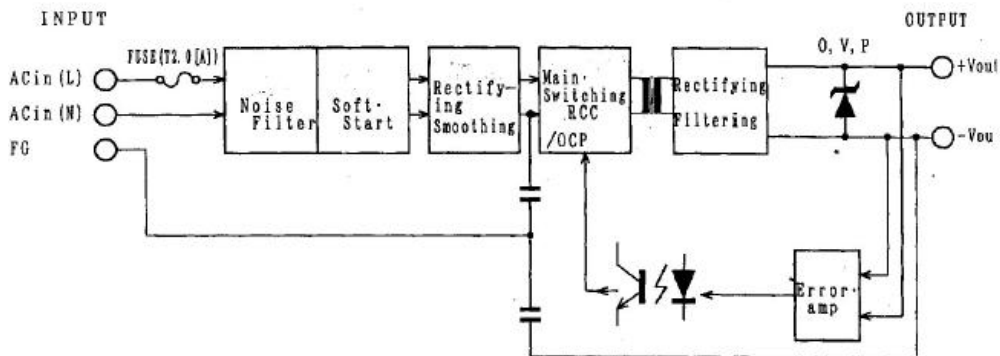 INPUT
OUTPUT
FUSE(T2.0[A])
O,V,P
ACin(L)
+Vout
ACin(N)
-Vou
FG
Noise
Filter
Soft-
Start
Rectify-
ing
Smoothing
Main-
Switching
RCC
/OCP
Rectifying
Filtering
Error-
amp